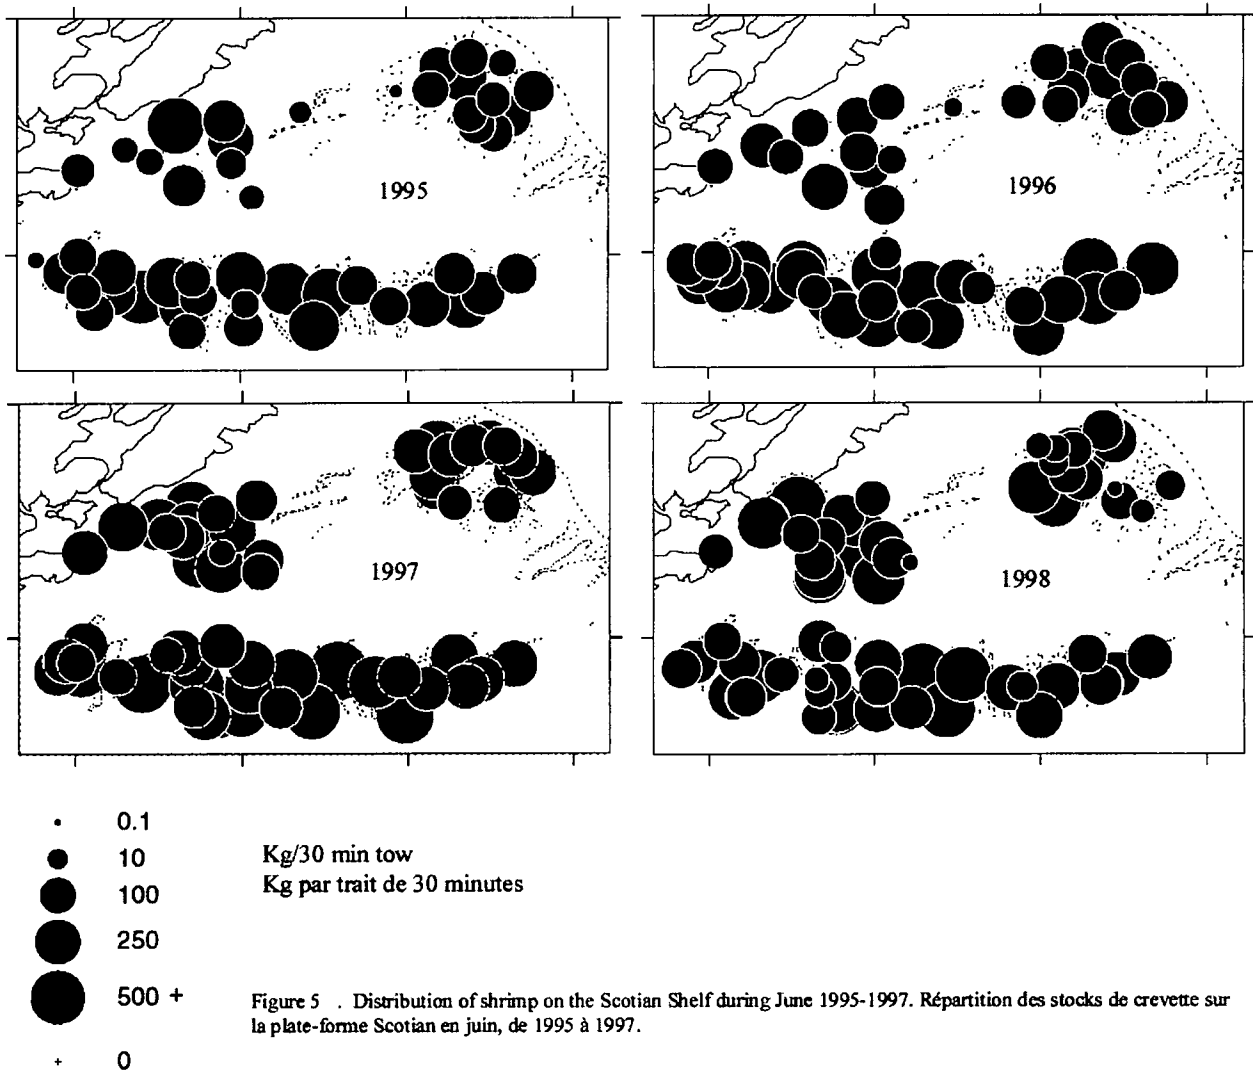 1995
1996
1997
1998
0.1
10
100
250
500 +
0
Kg/30 min tow
Kg par trait de 30 minutes
Figure 5 . Distribution of shrimp on the Scotian Shelf during June 1995-1997. Répartition des stocks de crevette sur
la plate-forme Scotian en juin, de 1995 à 1997.